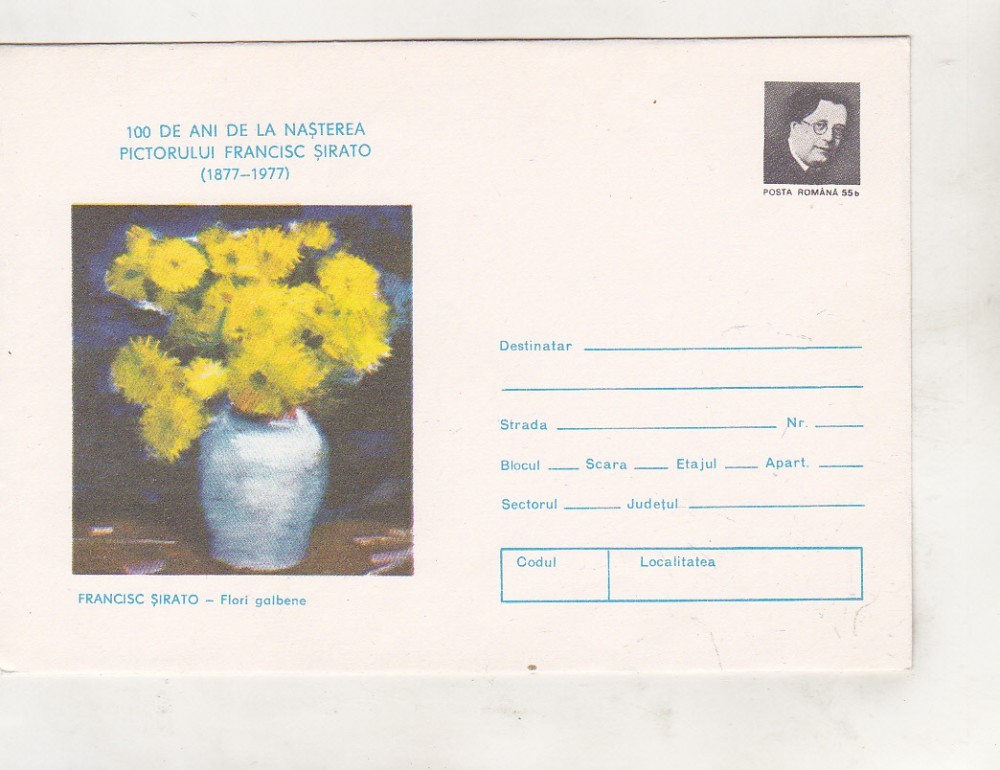 100 DE ANI DE LA NAȘTEREA
PICTORULUI FRANCISC ȘIRATO
(1877–1977)
POSTA ROMÂNĂ 55b
Destinatar
Strada Nr.
Blocul Scara Etajul Apart.
Sectorul Județul
Codul Localitatea
FRANCISC ȘIRATO – Flori galbene